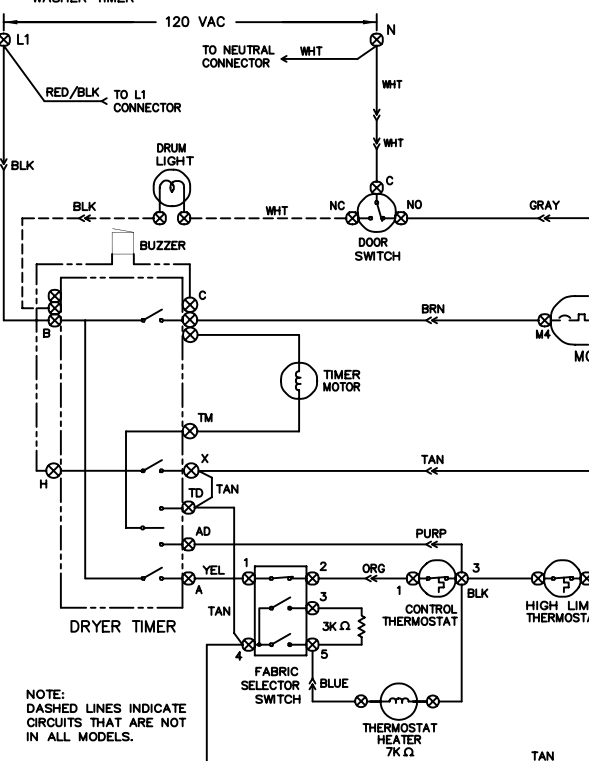 WASHER TIMER
120 VAC
L1
N
TO NEUTRAL
CONNECTOR
WHT
RED/BLK
TO L1
CONNECTOR
WHT
WHT
BLK
DRUM
LIGHT
C
BLK
WHT
NC
NO
GRAY
DOOR
SWITCH
BUZZER
C
B
BRN
M4
TIMER
MOTOR
TM
X
H
TAN
TAN
TD
AD
PURP
YEL
A
1
2
ORG
1
3
BLK
CONTROL
THERMOSTAT
HIGH LIM
TAN
3
3K Ω
4
5
DRYER TIMER
FABRIC
SELECTOR
SWITCH
BLUE
THERMOSTAT
HEATER
7K Ω
NOTE:
DASHED LINES INDICATE
CIRCUITS THAT ARE NOT
IN ALL MODELS.
TAN